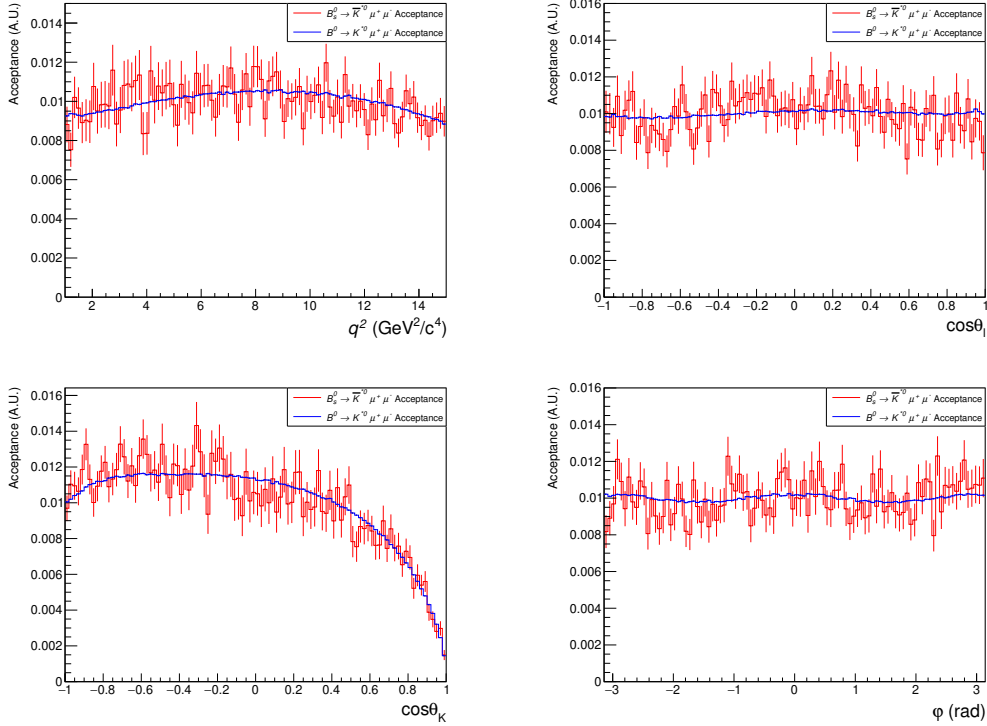 Acceptance (A.U.)
B⁰ₛ → K̅*⁰ μ⁺ μ⁻ Acceptance
B⁰ → K*⁰ μ⁺ μ⁻ Acceptance
0.014
0.012
0.01
0.008
0.006
0.004
0.002
0
2 4 6 8 10 12 14
q² (GeV²/c⁴)
Acceptance (A.U.)
B⁰ₛ → K̅*⁰ μ⁺ μ⁻ Acceptance
B⁰ → K*⁰ μ⁺ μ⁻ Acceptance
0.014
0.012
0.01
0.008
0.006
0.004
0.002
0
−1 −0.8 −0.6 −0.4 −0.2 0 0.2 0.4 0.6 0.8 1
cosθₗ
Acceptance (A.U.)
B⁰ₛ → K̅*⁰ μ⁺ μ⁻ Acceptance
B⁰ → K*⁰ μ⁺ μ⁻ Acceptance
0.016
0.014
0.012
0.01
0.008
0.006
0.004
0.002
0
−1 −0.8 −0.6 −0.4 −0.2 0 0.2 0.4 0.6 0.8 1
cosθ_K
Acceptance (A.U.)
B⁰ₛ → K̅*⁰ μ⁺ μ⁻ Acceptance
B⁰ → K*⁰ μ⁺ μ⁻ Acceptance
0.016
0.014
0.012
0.01
0.008
0.006
0.004
0.002
0
−3 −2 −1 0 1 2 3
φ (rad)